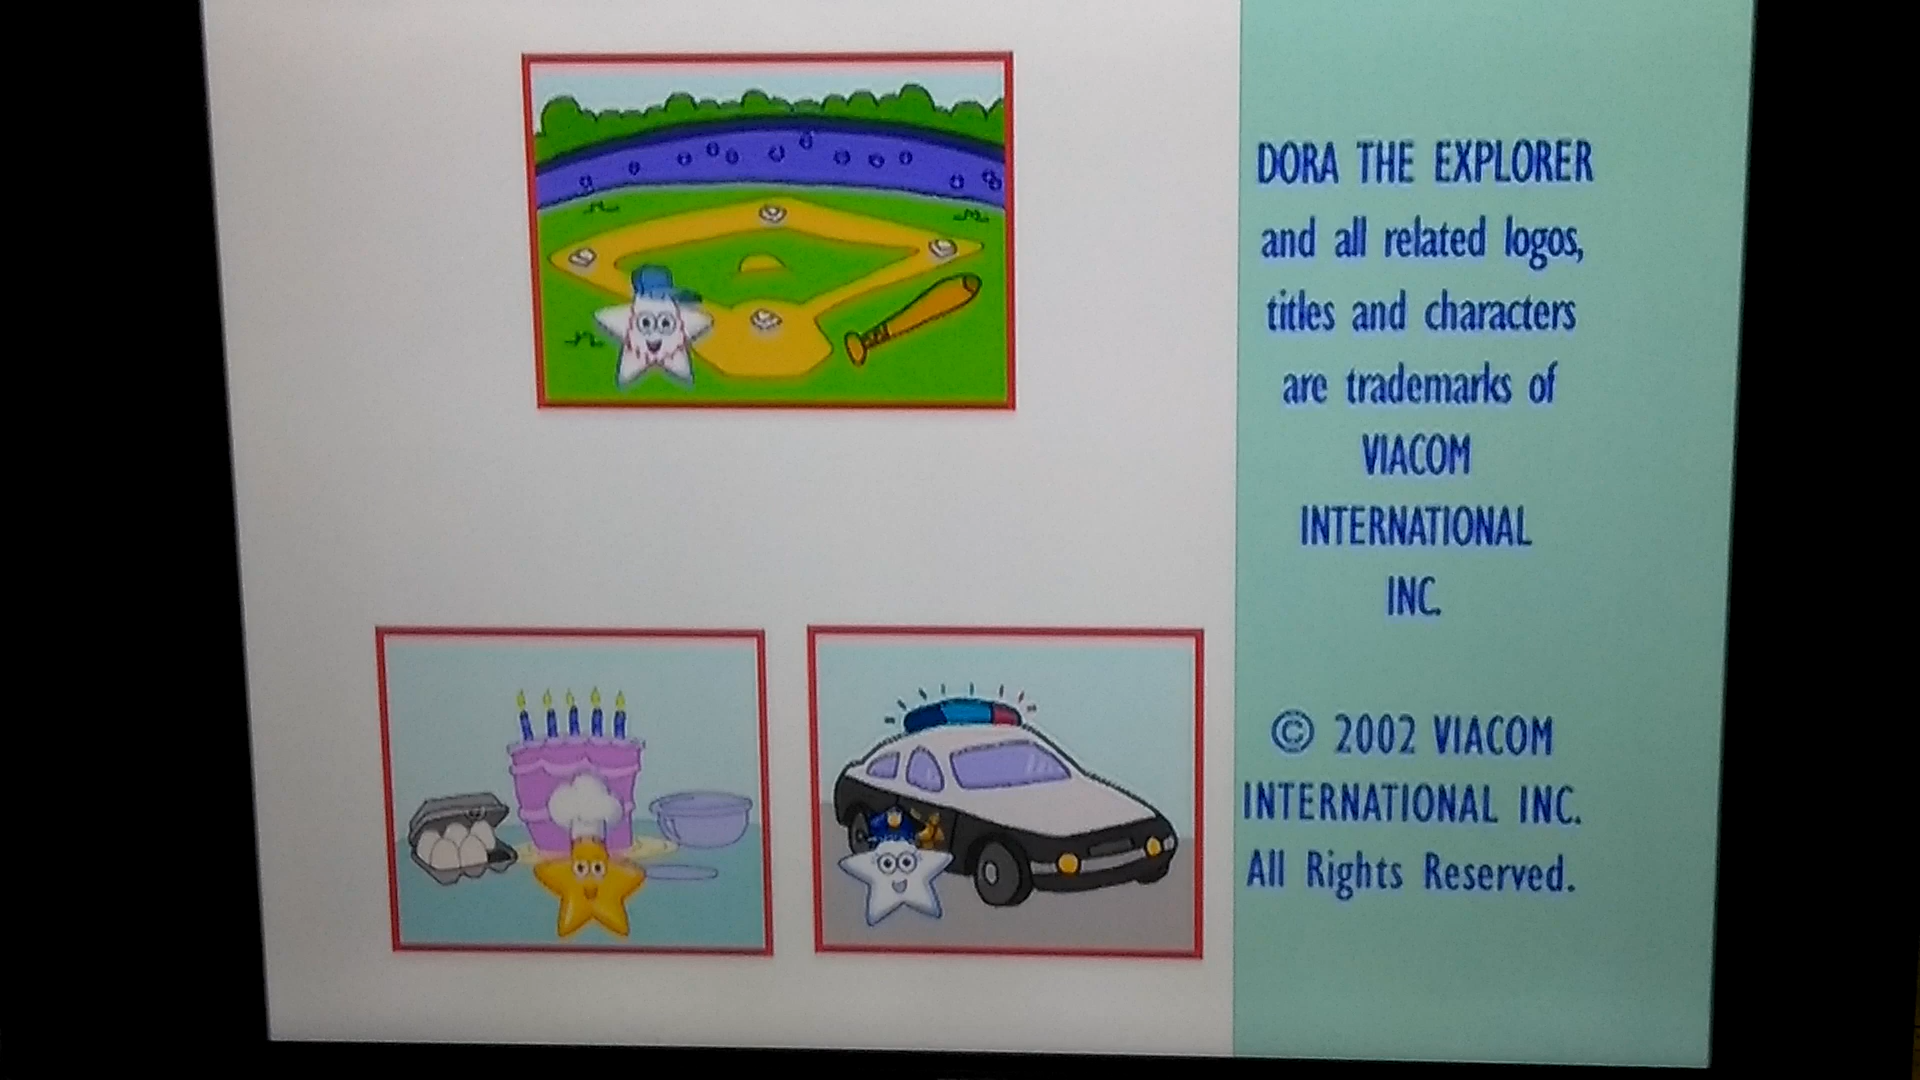 DORA THE EXPLORER
and all related logos,
titles and characters
are trademarks of
VIACOM
INTERNATIONAL
INC.
© 2002 VIACOM
INTERNATIONAL INC.
All Rights Reserved.